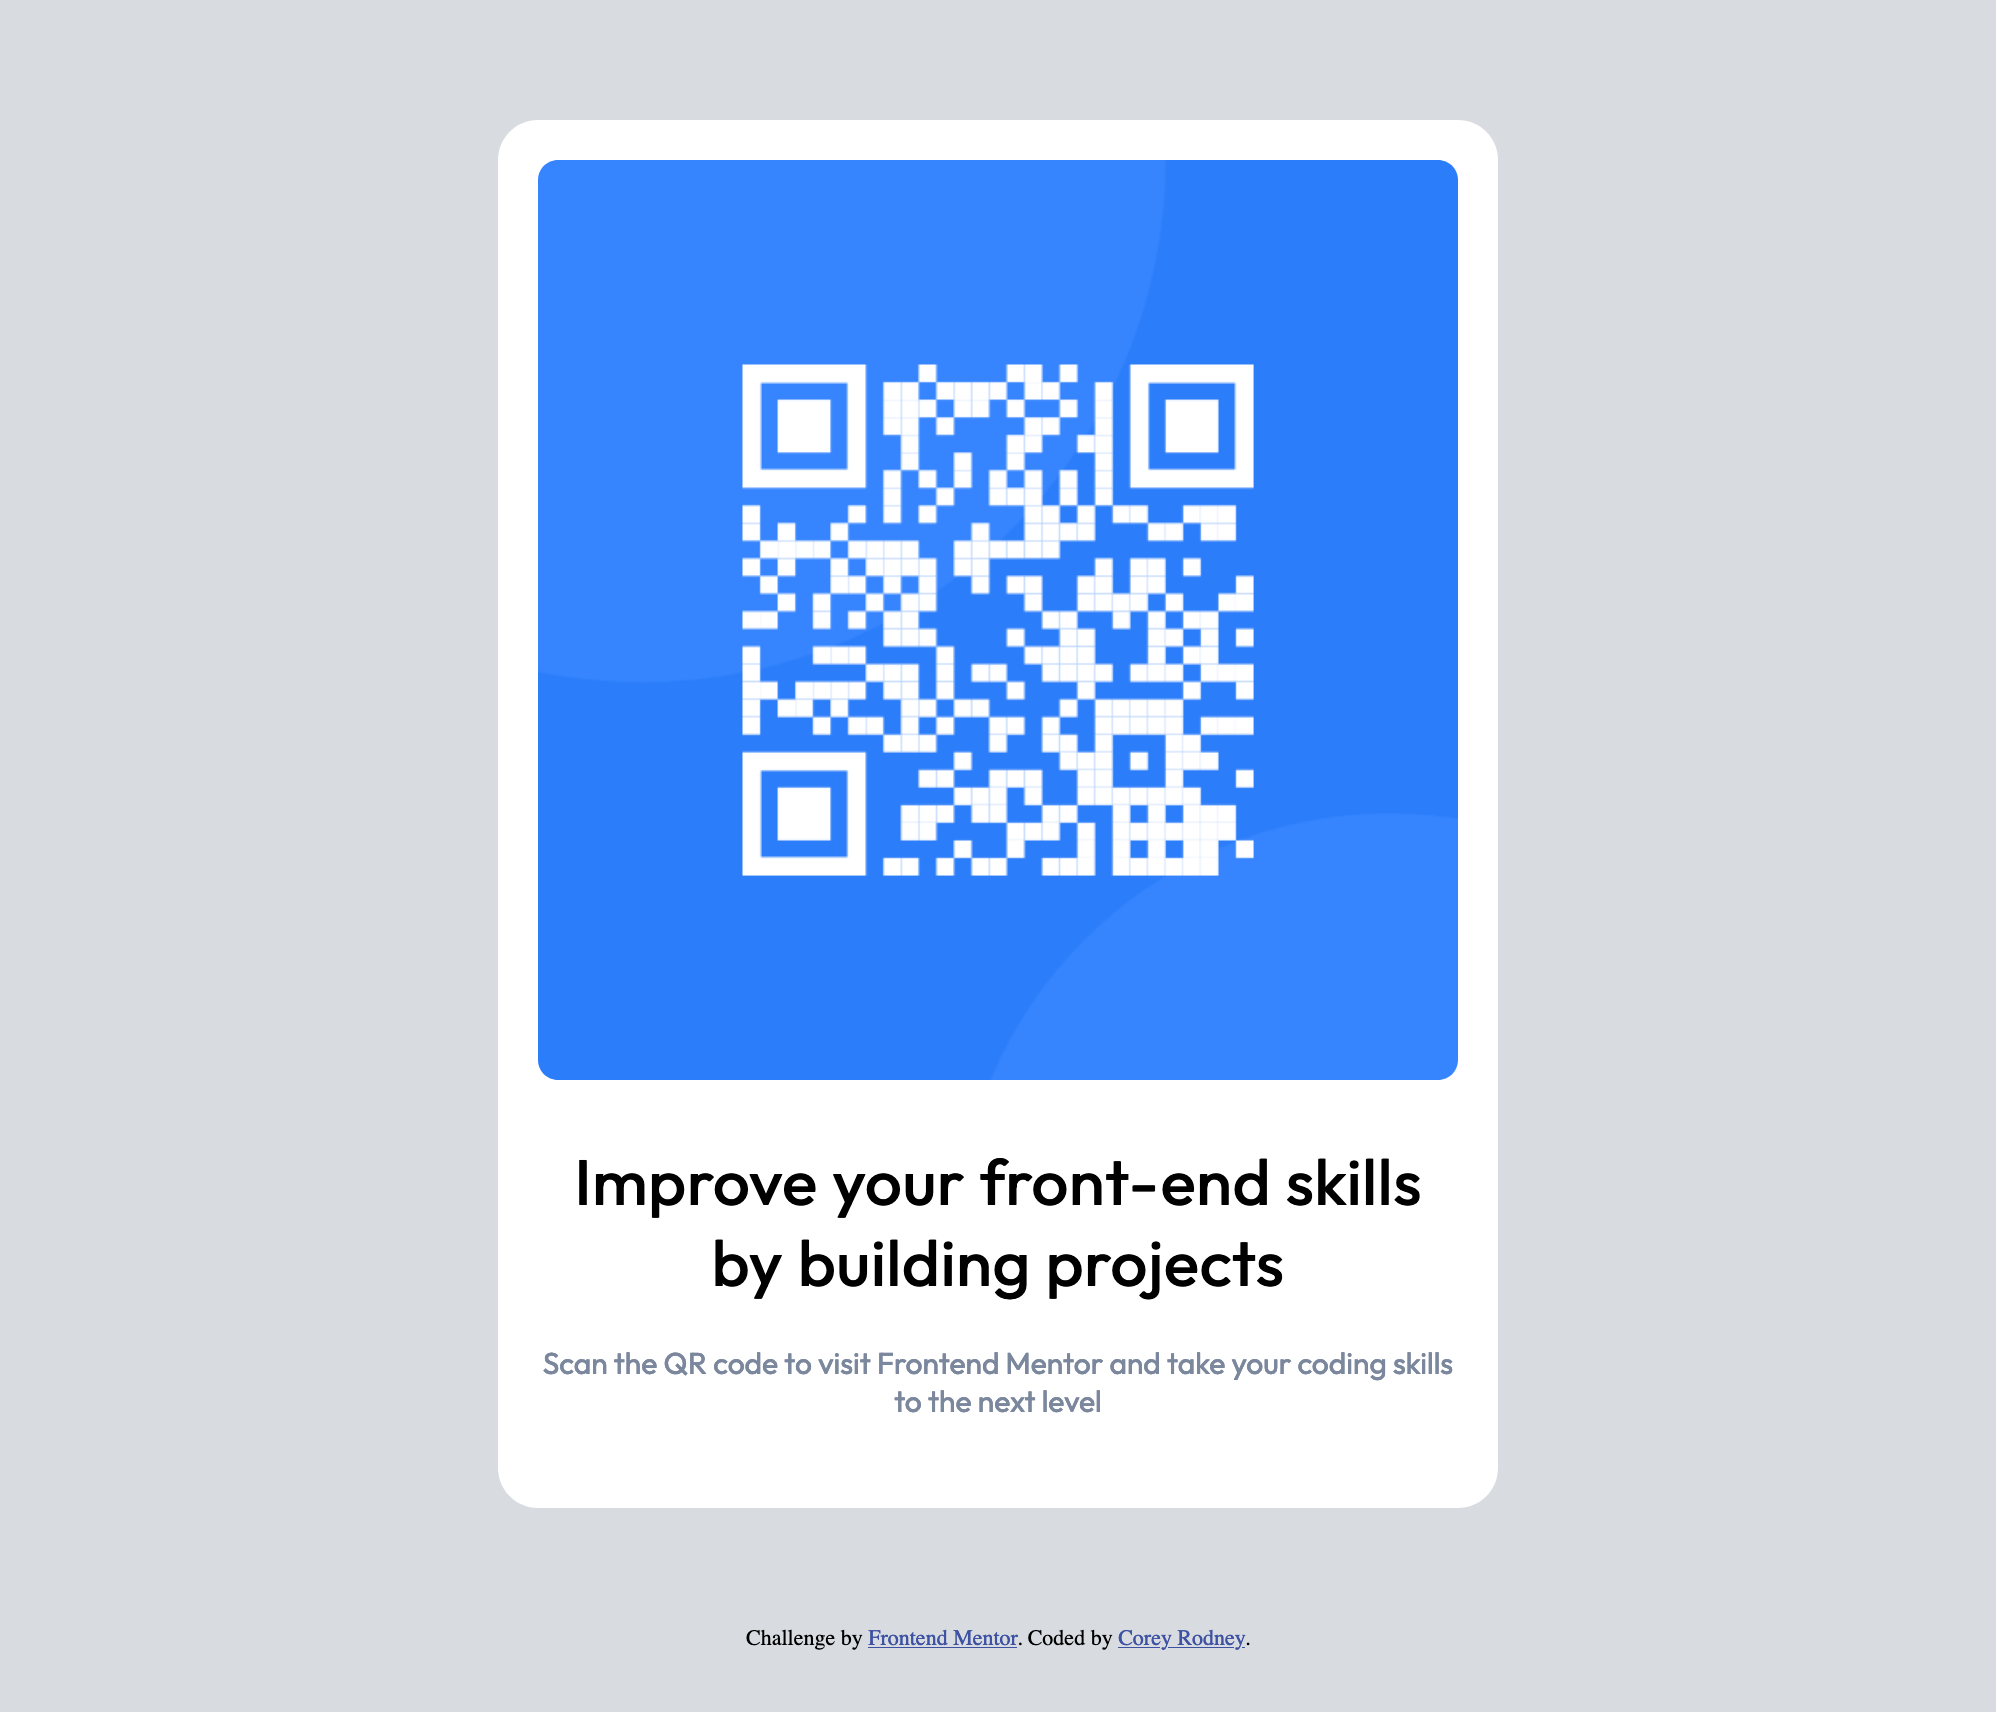 Improve your front-end skills
by building projects
Scan the QR code to visit Frontend Mentor and take your coding skills
to the next level
Challenge by Frontend Mentor. Coded by Corey Rodney.